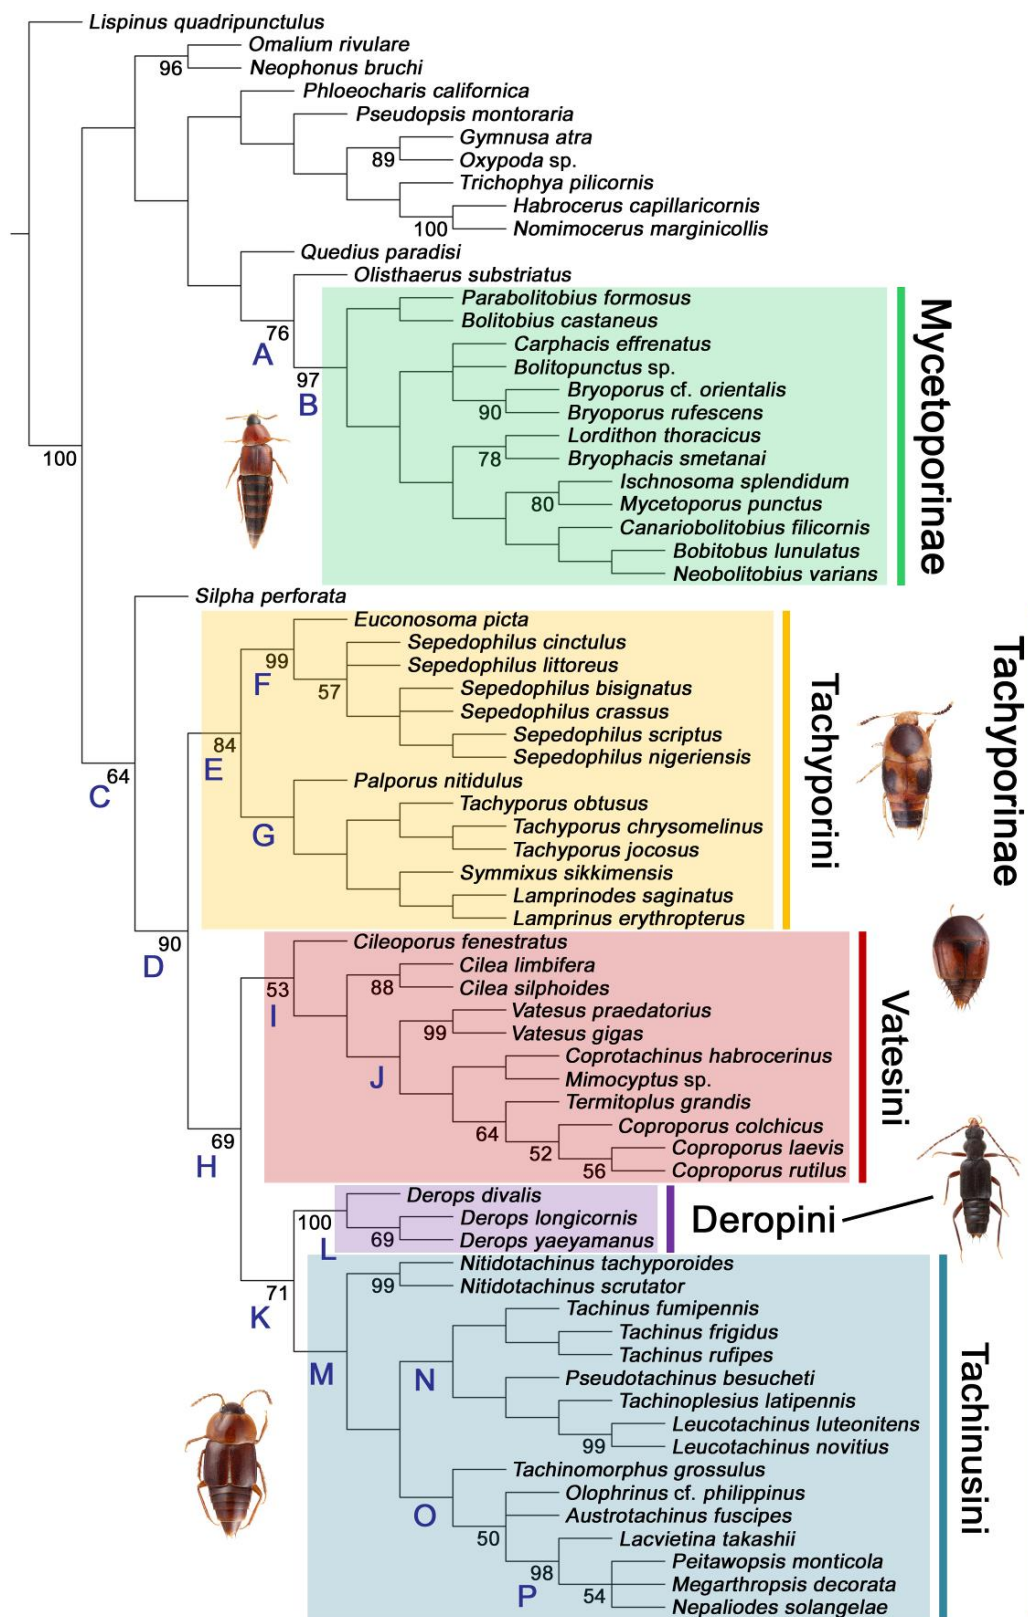 Lispinus quadripunctulus
Omalium rivulare
96
Neophonus bruchi
Phloeocharis californica
Pseudopsis montoraria
Gymnusa atra
89
Oxypoda sp.
Trichophya pilicornis
Habrocerus capillaricornis
100
Nomimocerus marginicollis
Quedius paradisi
Olisthaerus substriatus
Parabolitobius formosus
Bolitobius castaneus
76
A
Carphacis effrenatus
Bolitopunctus sp.
97
B
Bryoporus cf. orientalis
90
Bryoporus rufescens
Lordithon thoracicus
100
78
Bryophacis smetanai
Ischnosoma splendidum
80
Mycetoporus punctus
Canariobolitobius filicornis
Bobitobus lunulatus
Neobolitobius varians
Mycetoporinae
Silpha perforata
Euconosoma picta
Sepedophilus cinctulus
99
F
Sepedophilus littoreus
57
Sepedophilus bisignatus
Sepedophilus crassus
Sepedophilus scriptus
84
E
Sepedophilus nigeriensis
64
C
Palporus nitidulus
Tachyporus obtusus
G
Tachyporus chrysomelinus
Tachyporus jocosus
Symmixus sikkimensis
Lamprinodes saginatus
Lamprinus erythropterus
Tachyporini
Tachyporinae
90
D
Cileoporus fenestratus
Cilea limbifera
53
I
88
Cilea silphoides
Vatesus praedatorius
99
Vatesus gigas
J
Coprotachinus habrocerinus
Mimocyptus sp.
Termitoplus grandis
64
Coproporus colchicus
52
Coproporus laevis
56
Coproporus rutilus
Vatesini
69
H
Derops divalis
100
L
Derops longicornis
69
Derops yaeyamanus
Deropini
71
K
Nitidotachinus tachyporoides
99
Nitidotachinus scrutator
M
Tachinus fumipennis
Tachinus frigidus
Tachinus rufipes
N
Pseudotachinus besucheti
Tachinoplesius latipennis
Leucotachinus luteonitens
99
Leucotachinus novitius
Tachinomorphus grossulus
O
Olophrinus cf. philippinus
Austrotachinus fuscipes
50
Lacvietina takashii
98
P
Peitawopsis monticola
54
Megarthropsis decorata
Nepaliodes solangelae
Tachinusini